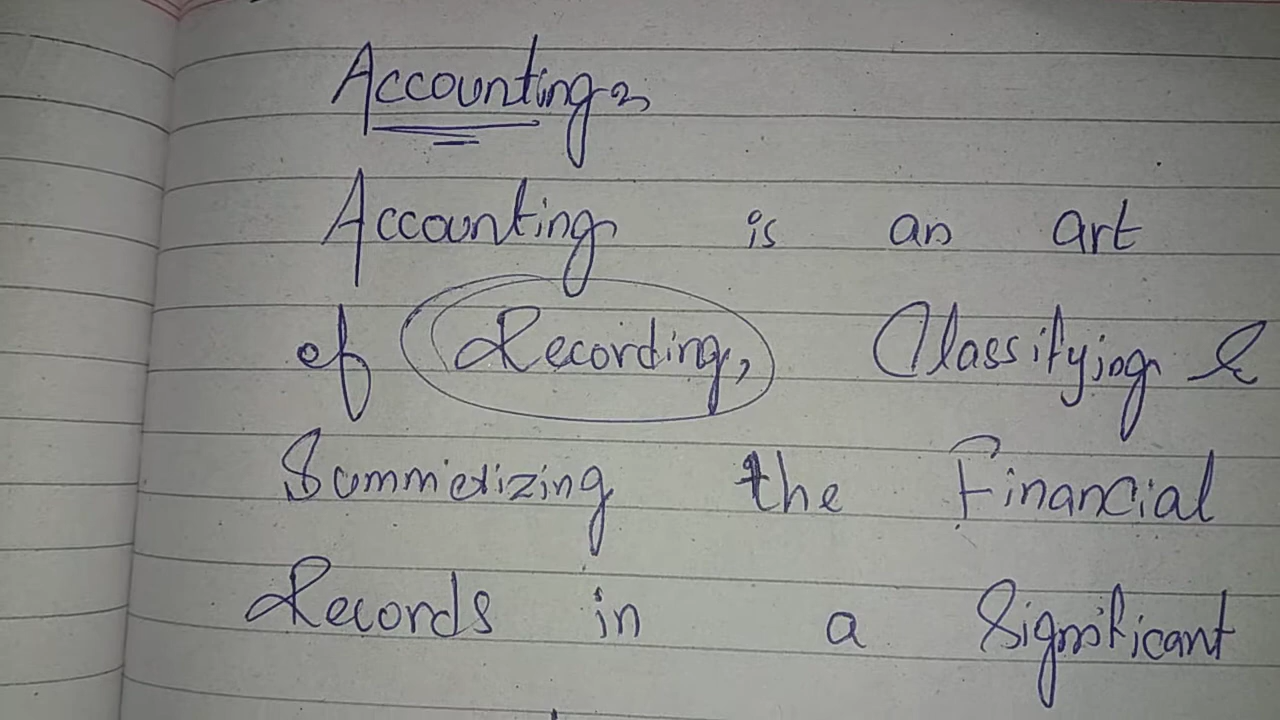 Accounting
Accounting is an art
of Recording, Classifying &
Summerizing the Financial
Records in a Significant